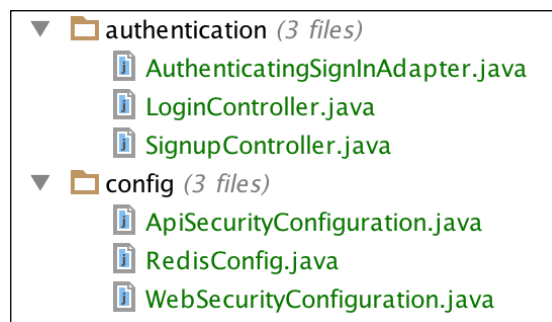 authentication (3 files)
AuthenticatingSignInAdapter.java
LoginController.java
SignupController.java
config (3 files)
ApiSecurityConfiguration.java
RedisConfig.java
WebSecurityConfiguration.java